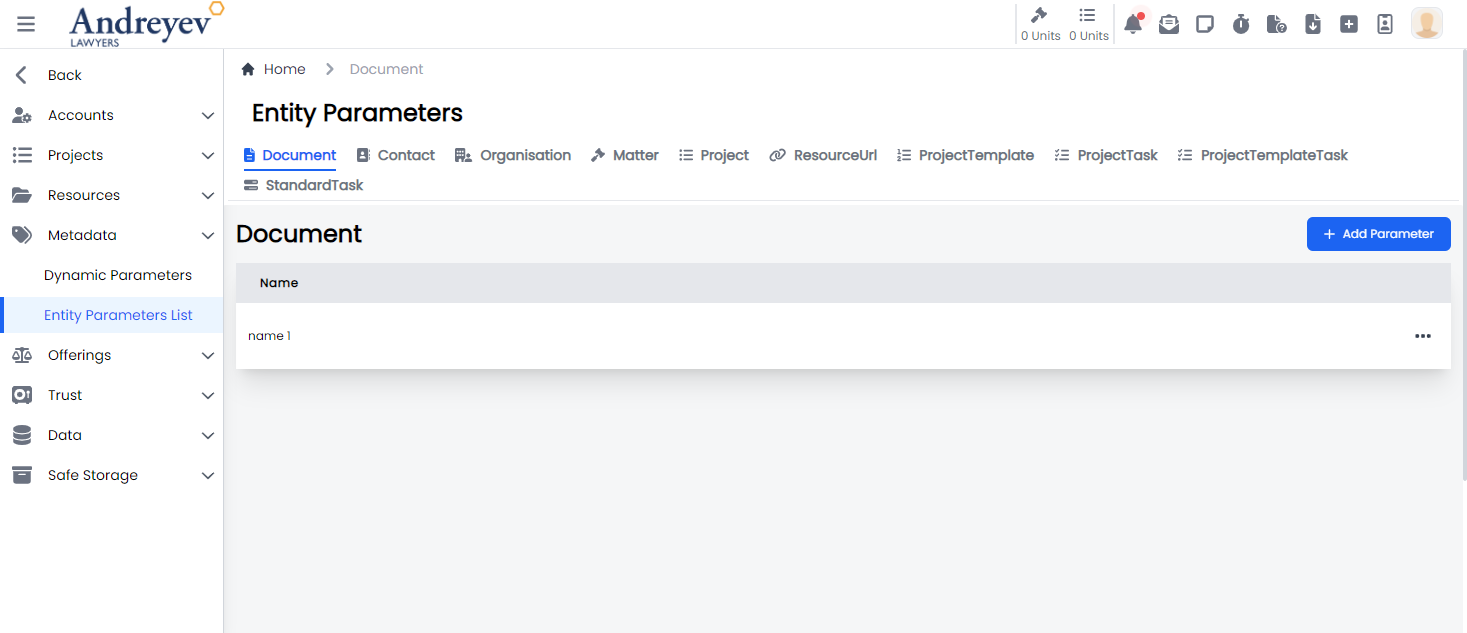 Andreyev
LAWYERS
0 Units 0 Units
Back
Accounts
Projects
Resources
Metadata
Dynamic Parameters
Entity Parameters List
Offerings
Trust
Data
Safe Storage
Home Document
Entity Parameters
Document Contact Organisation Matter Project ResourceUrl ProjectTemplate ProjectTask ProjectTemplateTask
StandardTask
Document
+ Add Parameter
Name
name 1